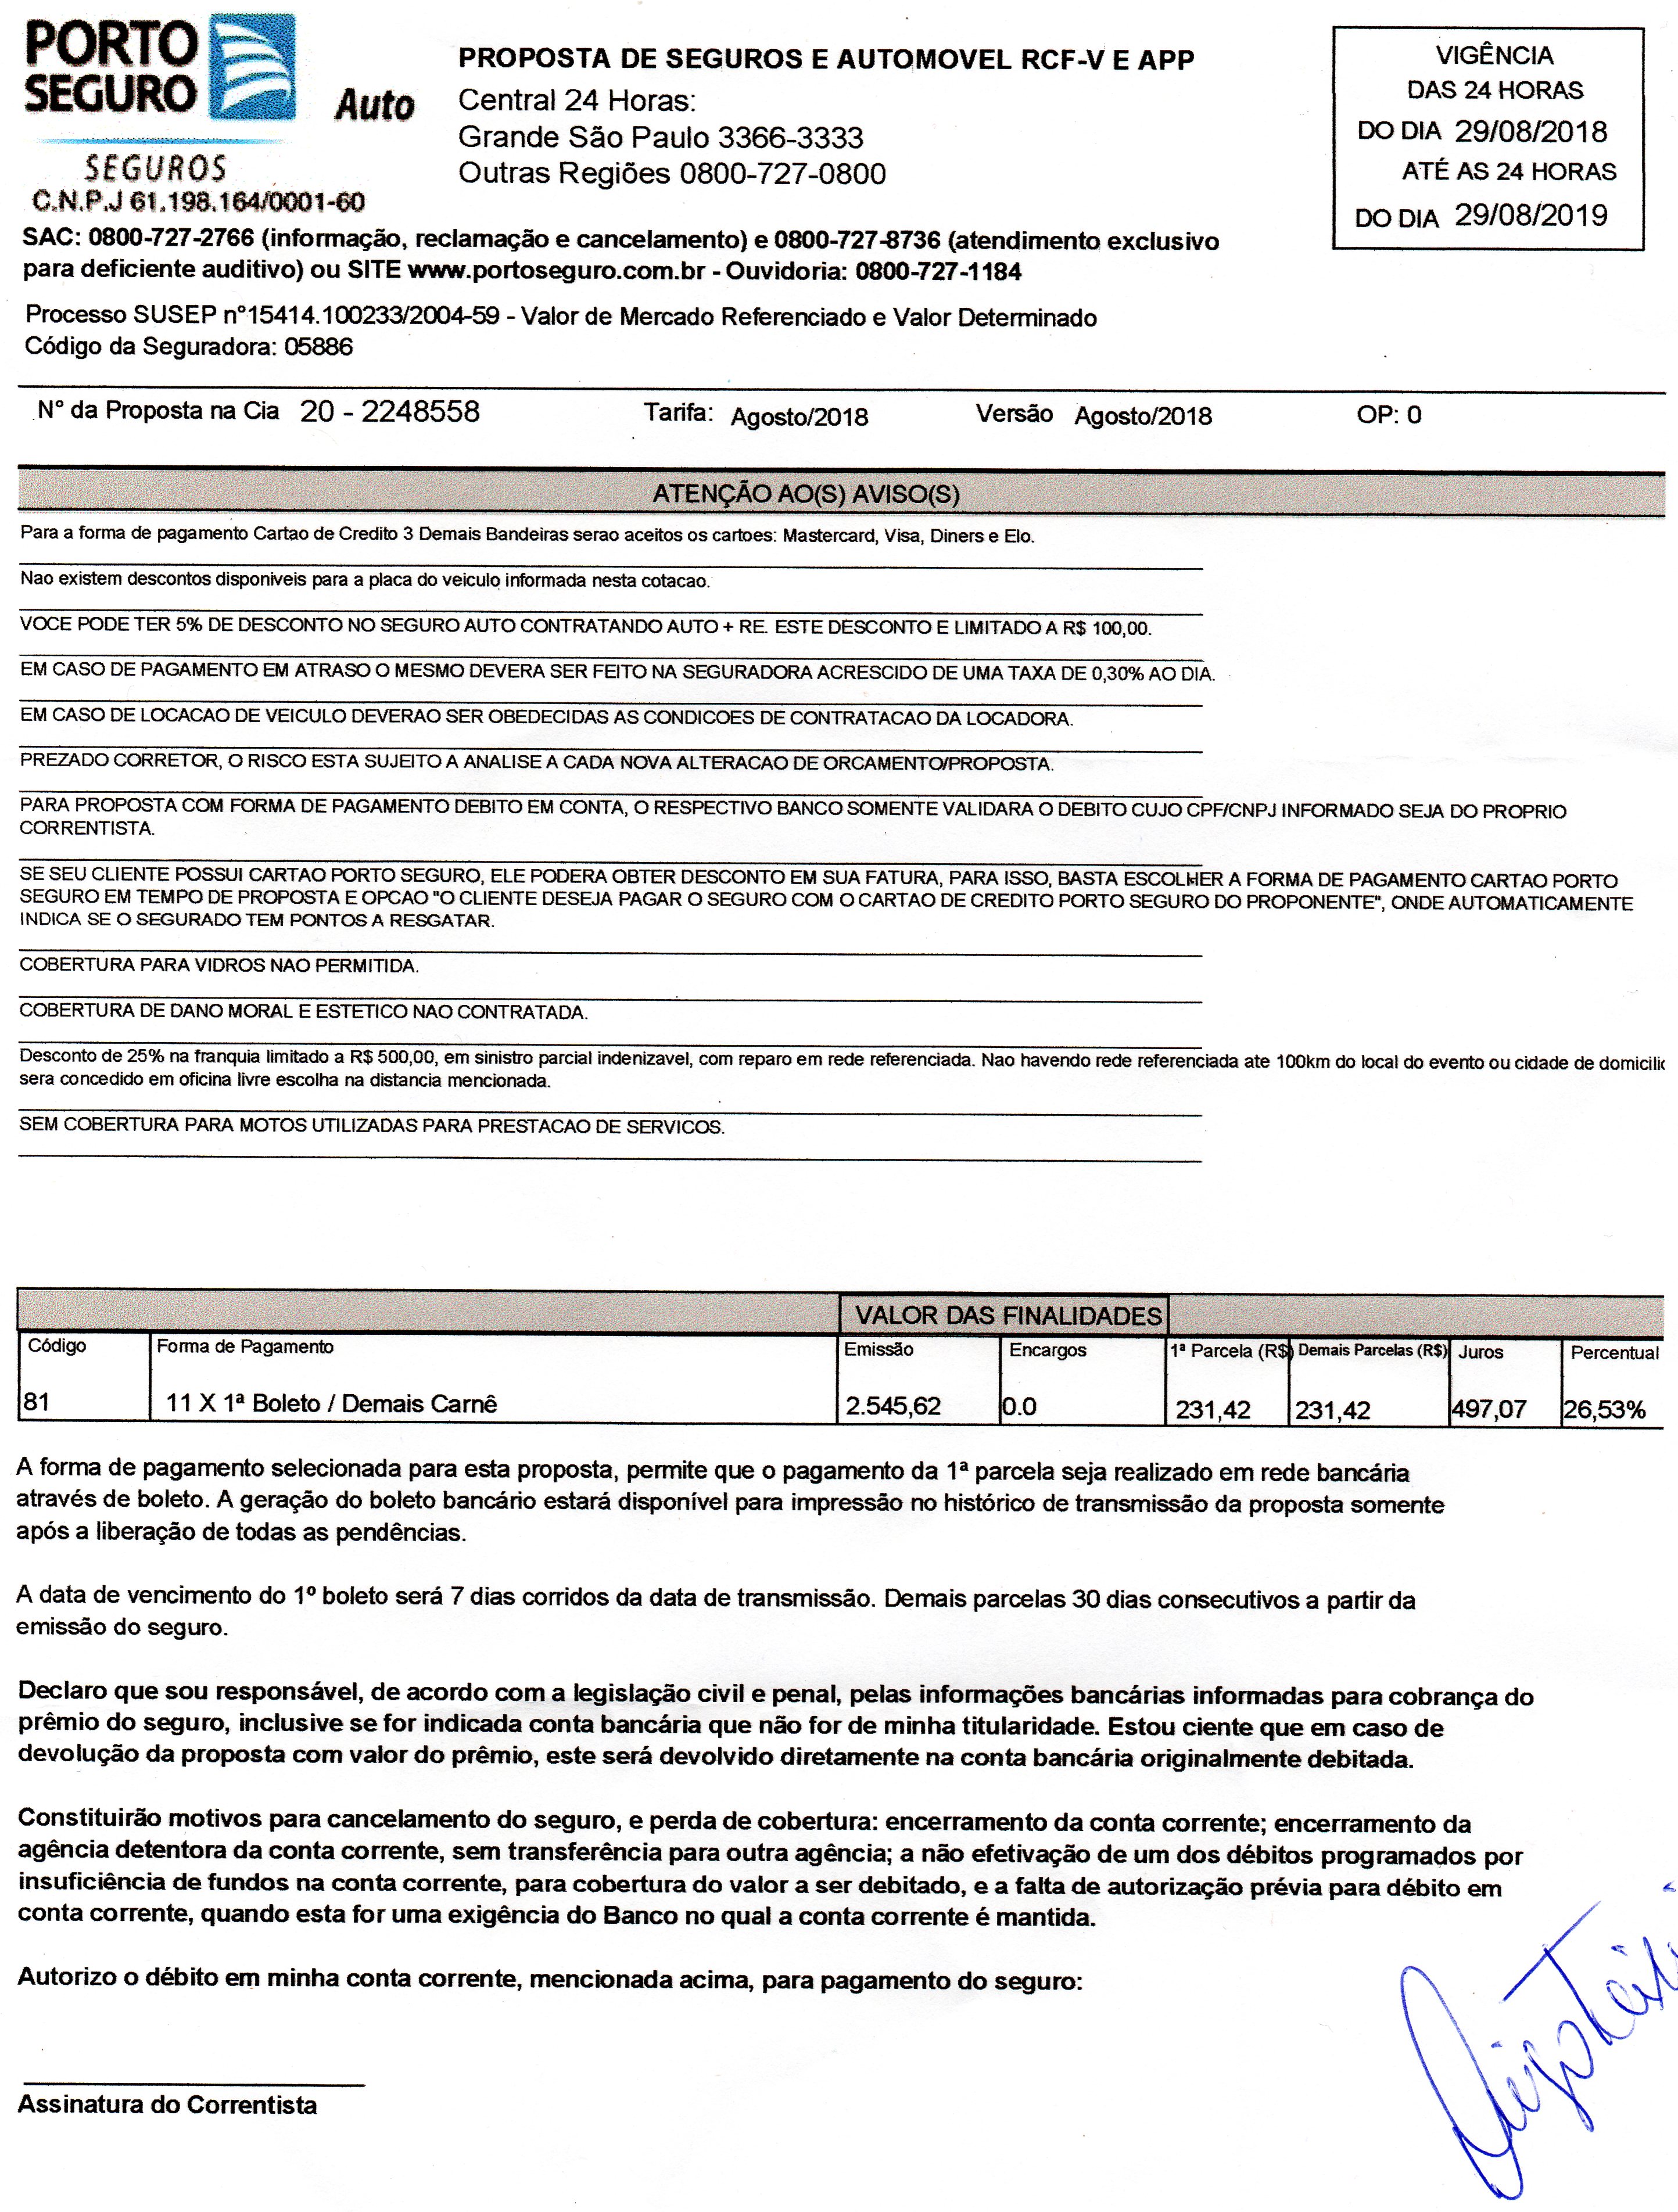 PORTO
SEGURO
Auto
SEGUROS
C.N.P.J 61.198.164/0001-60
PROPOSTA DE SEGUROS E AUTOMOVEL RCF-V E APP
Central 24 Horas:
Grande São Paulo 3366-3333
Outras Regiões 0800-727-0800
VIGÊNCIA
DAS 24 HORAS
DO DIA 29/08/2018
ATÉ AS 24 HORAS
DO DIA 29/08/2019
SAC: 0800-727-2766 (informação, reclamação e cancelamento) e 0800-727-8736 (atendimento exclusivo
para deficiente auditivo) ou SITE www.portoseguro.com.br - Ouvidoria: 0800-727-1184
Processo SUSEP nº15414.100233/2004-59 - Valor de Mercado Referenciado e Valor Determinado
Código da Seguradora: 05886
Nº da Proposta na Cia 20 - 2248558 Tarifa: Agosto/2018 Versão Agosto/2018 OP: 0
ATENÇÃO AO(S) AVISO(S)
Para a forma de pagamento Cartao de Credito 3 Demais Bandeiras serao aceitos os cartoes: Mastercard, Visa, Diners e Elo.
Nao existem descontos disponiveis para a placa do veiculo informada nesta cotacao.
VOCE PODE TER 5% DE DESCONTO NO SEGURO AUTO CONTRATANDO AUTO + RE. ESTE DESCONTO E LIMITADO A R$ 100,00.
EM CASO DE PAGAMENTO EM ATRASO O MESMO DEVERA SER FEITO NA SEGURADORA ACRESCIDO DE UMA TAXA DE 0,30% AO DIA.
EM CASO DE LOCACAO DE VEICULO DEVERAO SER OBEDECIDAS AS CONDICOES DE CONTRATACAO DA LOCADORA.
PREZADO CORRETOR, O RISCO ESTA SUJEITO A ANALISE A CADA NOVA ALTERACAO DE ORCAMENTO/PROPOSTA.
PARA PROPOSTA COM FORMA DE PAGAMENTO DEBITO EM CONTA, O RESPECTIVO BANCO SOMENTE VALIDARA O DEBITO CUJO CPF/CNPJ INFORMADO SEJA DO PROPRIO
CORRENTISTA.
SE SEU CLIENTE POSSUI CARTAO PORTO SEGURO, ELE PODERA OBTER DESCONTO EM SUA FATURA, PARA ISSO, BASTA ESCOLHER A FORMA DE PAGAMENTO CARTAO PORTO
SEGURO EM TEMPO DE PROPOSTA E OPCAO "O CLIENTE DESEJA PAGAR O SEGURO COM O CARTAO DE CREDITO PORTO SEGURO DO PROPONENTE", ONDE AUTOMATICAMENTE
INDICA SE O SEGURADO TEM PONTOS A RESGATAR.
COBERTURA PARA VIDROS NAO PERMITIDA.
COBERTURA DE DANO MORAL E ESTETICO NAO CONTRATADA.
Desconto de 25% na franquia limitado a R$ 500,00, em sinistro parcial indenizavel, com reparo em rede referenciada. Nao havendo rede referenciada ate 100km do local do evento ou cidade de domicilic
sera concedido em oficina livre escolha na distancia mencionada.
SEM COBERTURA PARA MOTOS UTILIZADAS PARA PRESTACAO DE SERVICOS.
VALOR DAS FINALIDADES
Código Forma de Pagamento Emissão Encargos 1ª Parcela (R$) Demais Parcelas (R$) Juros Percentual
81 11 X 1ª Boleto / Demais Carnê 2.545,62 0.0 231,42 231,42 497,07 26,53%
A forma de pagamento selecionada para esta proposta, permite que o pagamento da 1ª parcela seja realizado em rede bancária
através de boleto. A geração do boleto bancário estará disponível para impressão no histórico de transmissão da proposta somente
após a liberação de todas as pendências.
A data de vencimento do 1º boleto será 7 dias corridos da data de transmissão. Demais parcelas 30 dias consecutivos a partir da
emissão do seguro.
Declaro que sou responsável, de acordo com a legislação civil e penal, pelas informações bancárias informadas para cobrança do
prêmio do seguro, inclusive se for indicada conta bancária que não for de minha titularidade. Estou ciente que em caso de
devolução da proposta com valor do prêmio, este será devolvido diretamente na conta bancária originalmente debitada.
Constituirão motivos para cancelamento do seguro, e perda de cobertura: encerramento da conta corrente; encerramento da
agência detentora da conta corrente, sem transferência para outra agência; a não efetivação de um dos débitos programados por
insuficiência de fundos na conta corrente, para cobertura do valor a ser debitado, e a falta de autorização prévia para débito em
conta corrente, quando esta for uma exigência do Banco no qual a conta corrente é mantida.
Autorizo o débito em minha conta corrente, mencionada acima, para pagamento do seguro:
Assinatura do Correntista